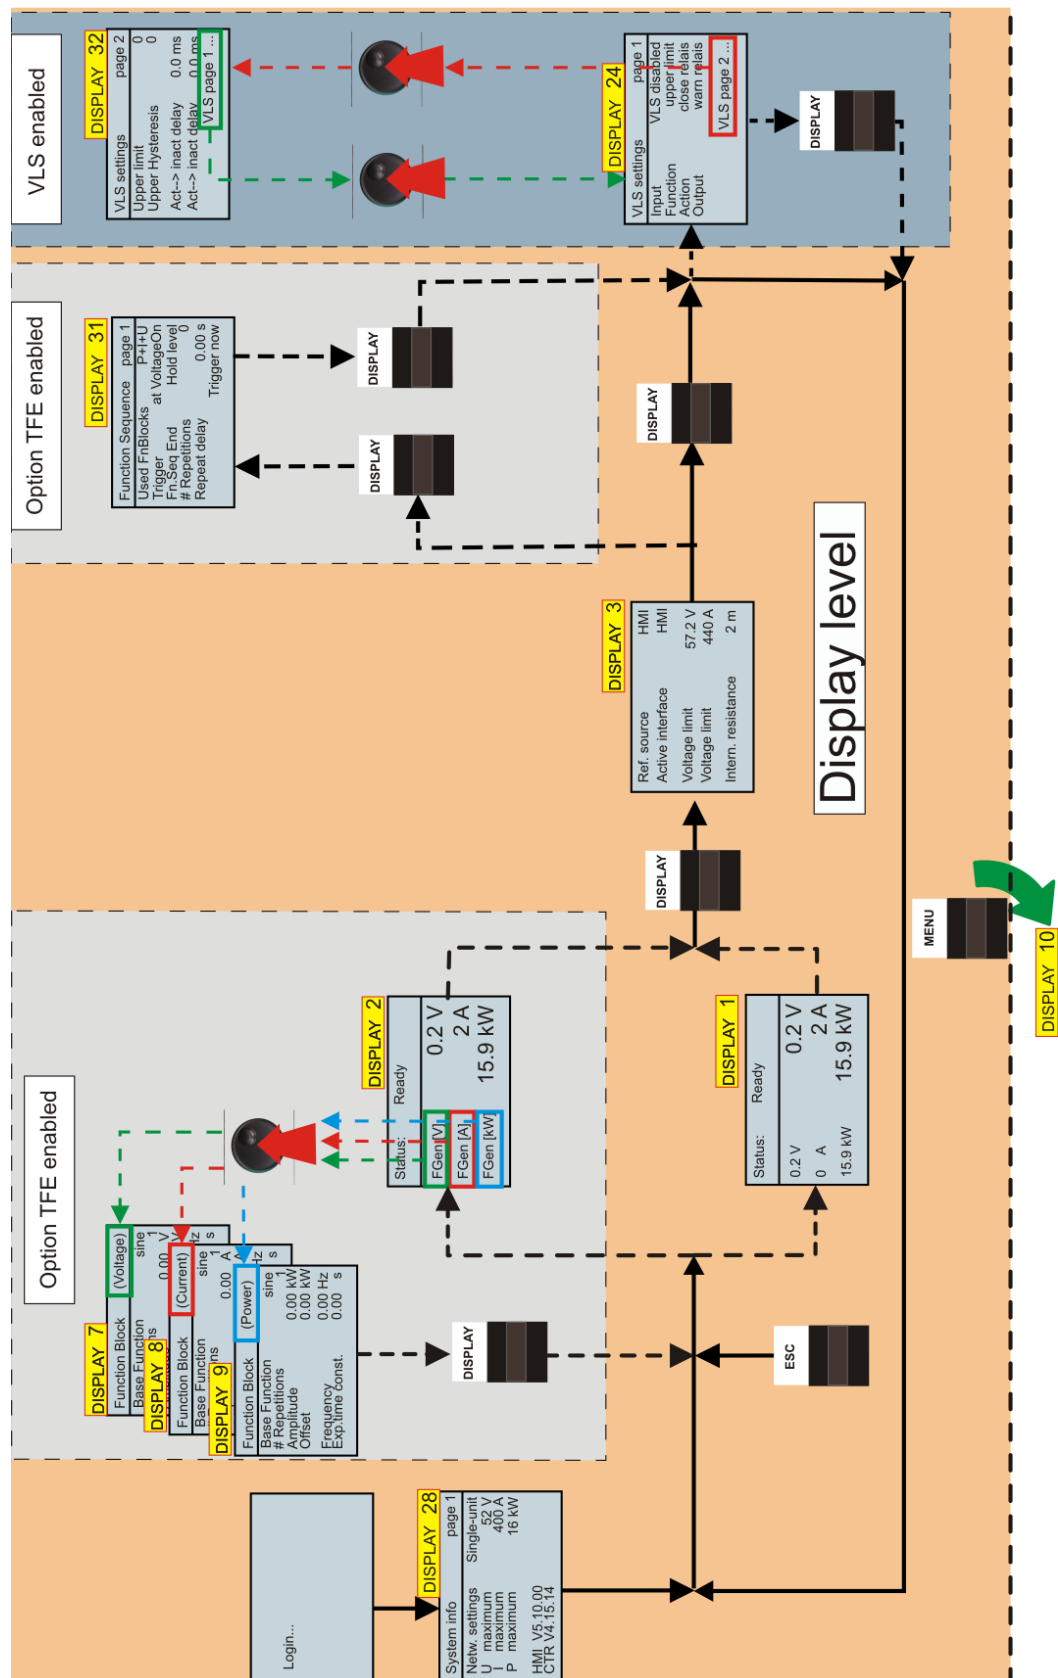 Login...
DISPLAY 28
System info page 1
Netw. settings Single-unit
U maximum 52 V
I maximum 400 A
P maximum 16 kW
HMI V5.10.00
CTR V4.15.14
Option TFE enabled
DISPLAY 7
Function Block (Voltage)
Base Function sine
1
0.00 V
Hz
s
DISPLAY 8
Function Block (Current)
Base Function sine
1
0.00 A
A
Hz
s
DISPLAY 9
Function Block (Power)
Base Function sine
# Repetitions 1
Amplitude 0.00 kW
Offset 0.00 kW
Frequency 0.00 Hz
Exp.time const. 0.00 s
DISPLAY
ESC
DISPLAY 2
Status: Ready
FGen [V] 0.2 V
FGen [A] 2 A
FGen [kW] 15.9 kW
DISPLAY 1
Status: Ready
0.2 V 0.2 V
0 A 2 A
15.9 kW 15.9 kW
DISPLAY
MENU
DISPLAY 10
DISPLAY 3
Ref. source HMI
Active interface HMI
Voltage limit 57.2 V
Voltage limit 440 A
Intern. resistance 2 m
Display level
Option TFE enabled
DISPLAY 31
Function Sequence page 1
Used FnBlocks P+I+U
Trigger at VoltageOn
Fn.Seq End Hold level
# Repetitions 0
Repeat delay 0.00 s
Trigger now
DISPLAY
DISPLAY
DISPLAY
VLS enabled
DISPLAY 32
VLS settings page 2
Upper limit 0
Upper Hysteresis 0
Act--> inact delay 0.0 ms
Act--> inact delay 0.0 ms
VLS page 1 ...
DISPLAY 24
VLS settings page 1
Input VLS disabled
Function upper limit
Action close relais
Output warn relais
VLS page 2 ...
DISPLAY